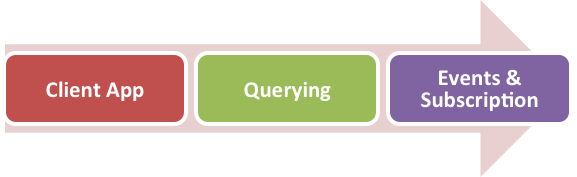 Client App
Querying
Events &
Subscription